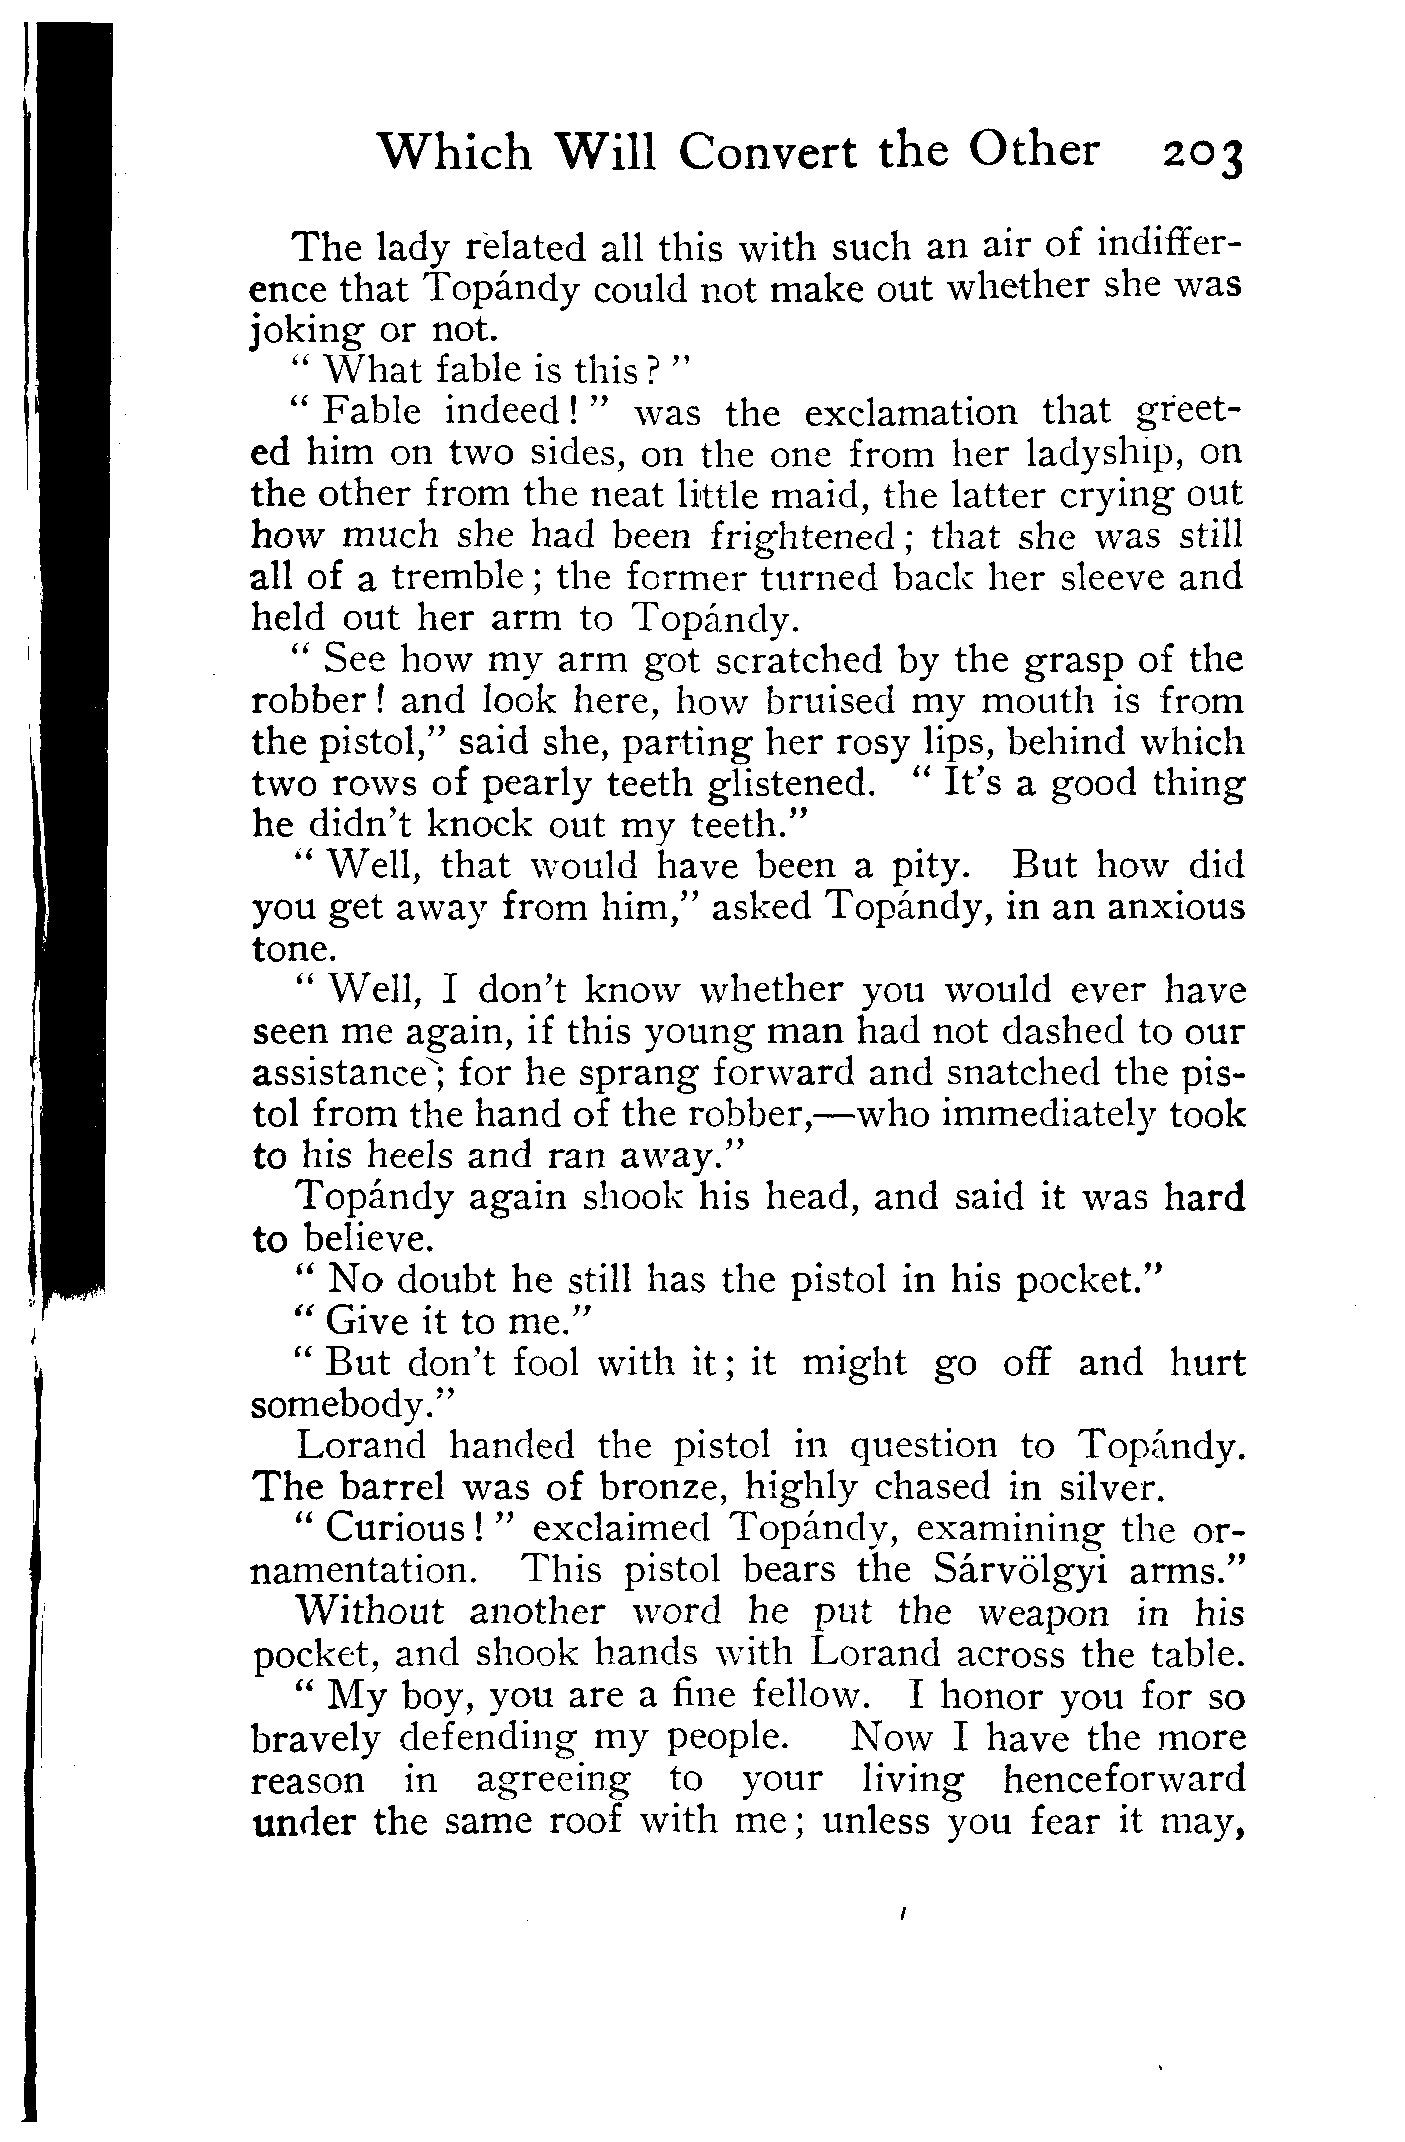 Which Will Convert the Other 203
The lady related all this with such an air of indiffer-
ence that Topándy could not make out whether she was
joking or not.
“ What fable is this ? ”
“ Fable indeed ! ” was the exclamation that greet-
ed him on two sides, on the one from her ladyship, on
the other from the neat little maid, the latter crying out
how much she had been frightened ; that she was still
all of a tremble ; the former turned back her sleeve and
held out her arm to Topándy.
“ See how my arm got scratched by the grasp of the
robber ! and look here, how bruised my mouth is from
the pistol,” said she, parting her rosy lips, behind which
two rows of pearly teeth glistened. “ It’s a good thing
he didn’t knock out my teeth.”
“ Well, that would have been a pity. But how did
you get away from him,” asked Topándy, in an anxious
tone.
“ Well, I don’t know whether you would ever have
seen me again, if this young man had not dashed to our
assistance ; for he sprang forward and snatched the pis-
tol from the hand of the robber,—who immediately took
to his heels and ran away.”
Topándy again shook his head, and said it was hard
to believe.
“ No doubt he still has the pistol in his pocket.”
“ Give it to me.”
“ But don’t fool with it ; it might go off and hurt
somebody.”
Lorand handed the pistol in question to Topándy.
The barrel was of bronze, highly chased in silver.
“ Curious ! ” exclaimed Topándy, examining the or-
namentation. This pistol bears the Sárvölgyi arms.”
Without another word he put the weapon in his
pocket, and shook hands with Lorand across the table.
“ My boy, you are a fine fellow. I honor you for so
bravely defending my people. Now I have the more
reason in agreeing to your living henceforward
under the same roof with me ; unless you fear it may,